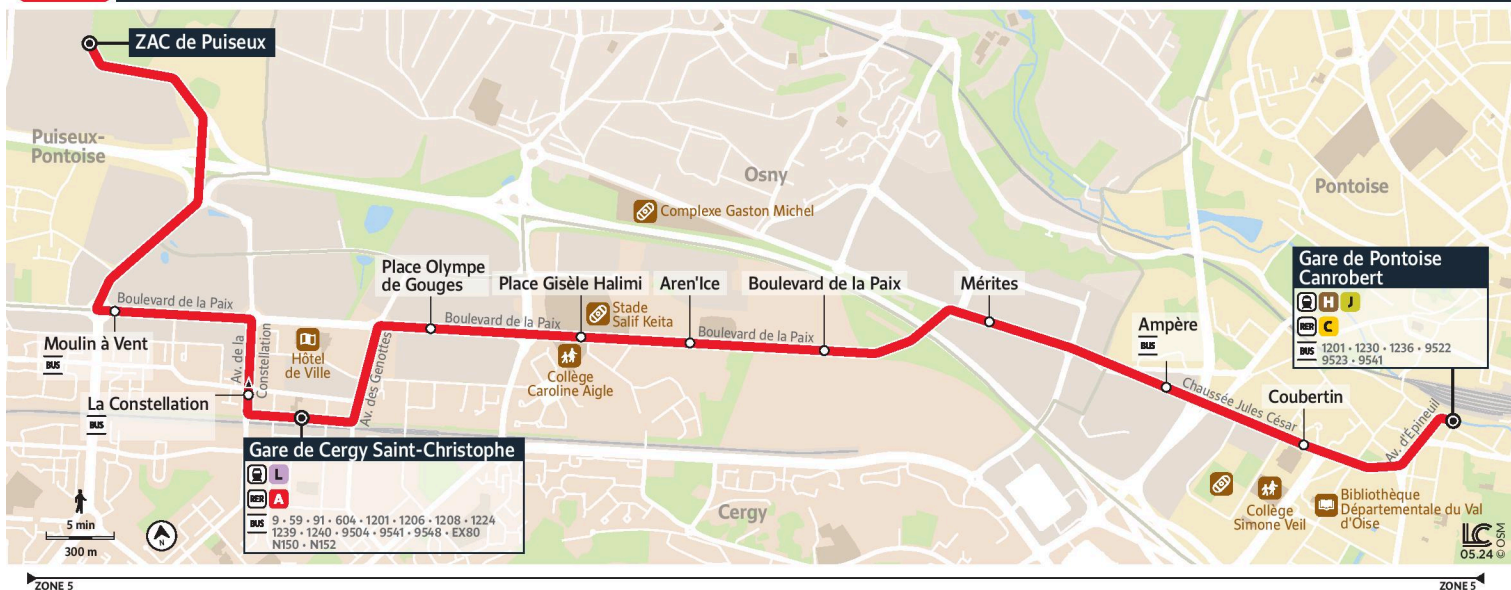 ZAC de Puiseux
Puiseux-
Pontoise
Osny
Pontoise
Complexe Gaston Michel
Gare de Pontoise
Canrobert
H J
RER C
BUS 1201 • 1230 • 1236 • 9522
9523 • 9541
Place Olympe
de Gouges
Place Gisèle Halimi
Aren'Ice
Boulevard de la Paix
Mérites
Boulevard de la Paix
Boulevard de la Paix
Boulevard de la Paix
Stade
Salif Keita
Moulin à Vent
BUS
Av. de la
Constellation
Hôtel
de Ville
Av. des Genottes
Collège
Caroline Aigle
Ampère
BUS
Chaussée Jules César
Coubertin
Av. d'Épineuil
La Constellation
BUS
Gare de Cergy Saint-Christophe
L
RER A
BUS 9 • 59 • 91 • 604 • 1201 • 1206 • 1208 • 1224
1239 • 1240 • 9504 • 9541 • 9548 • EX80
N150 • N152
Cergy
Collège
Simone Veil
Bibliothèque
Départementale du Val
d'Oise
5 min
300 m
N
LC
05.24 © OSM
ZONE 5
ZONE 5